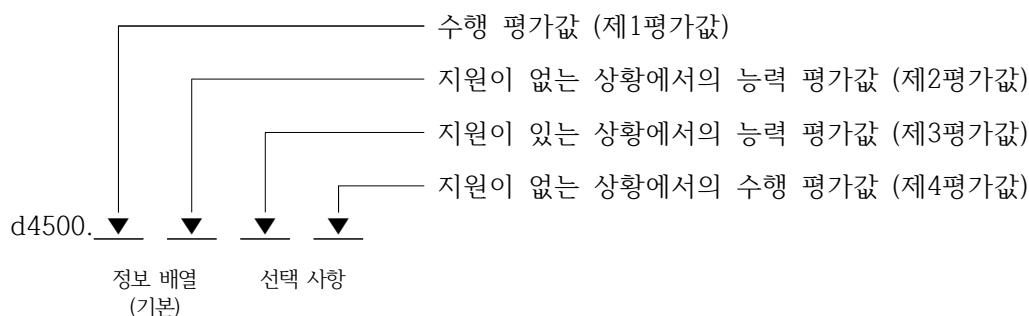 수행 평가값 (제1평가값)
지원이 없는 상황에서의 능력 평가값 (제2평가값)
지원이 있는 상황에서의 능력 평가값 (제3평가값)
지원이 없는 상황에서의 수행 평가값 (제4평가값)
d4500.
정보 배열 선택 사항
(기본)